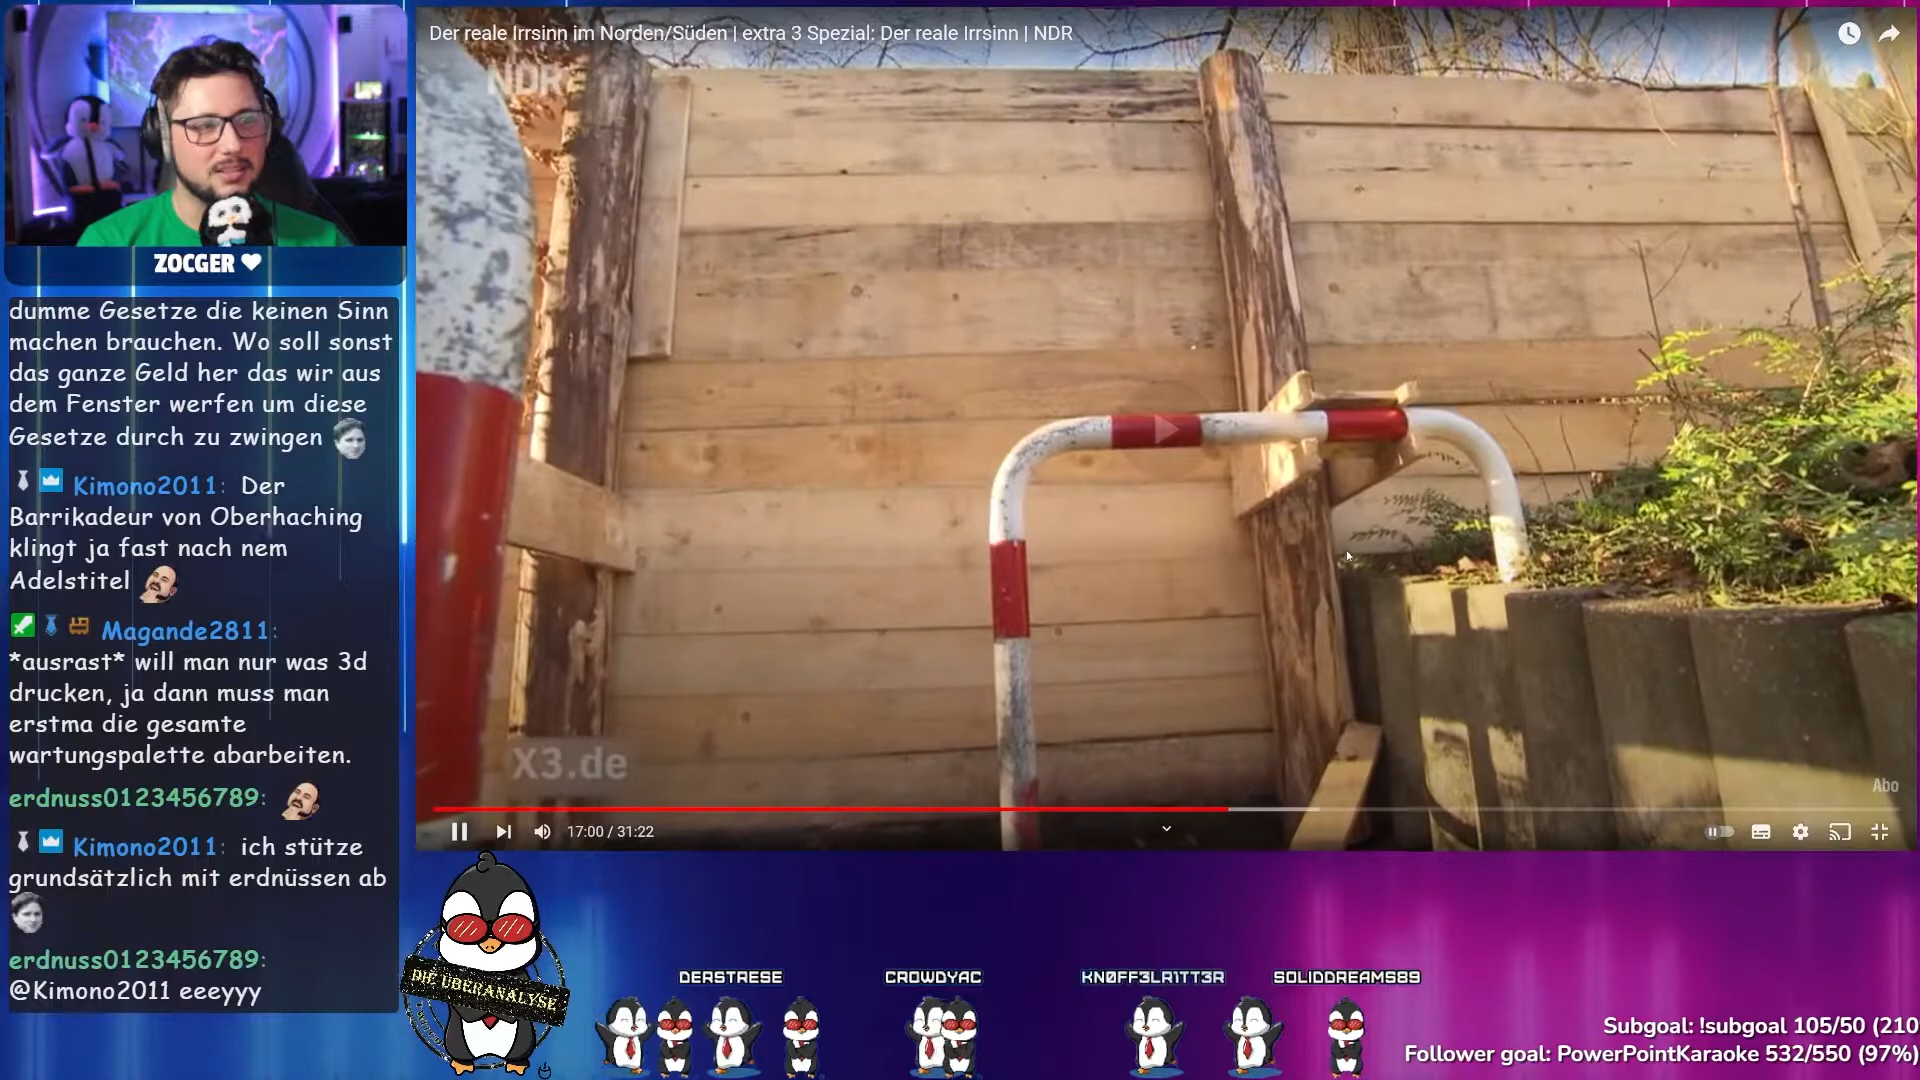 Der reale Irrsinn im Norden/Süden | extra 3 Spezial: Der reale Irrsinn | NDR
NDR
ZOCGER
dumme Gesetze die keinen Sinn
machen brauchen. Wo soll sonst
das ganze Geld her das wir aus
dem Fenster werfen um diese
Gesetze durch zu zwingen
Kimono2011: Der
Barrikadeur von Oberhaching
klingt ja fast nach nem
Adelstitel
Magande2811:
*ausrast* will man nur was 3d
drucken, ja dann muss man
erstma die gesamte
wartungspalette abarbeiten.
erdnuss0123456789:
Kimono2011: ich stütze
grundsätzlich mit erdnüssen ab
erdnuss0123456789:
@Kimono2011 eeeyyy
X3.de
Abo
17:00 / 31:22
DIE ÜBERANALYSE
DERSTRESE
CROWDYAC
KN0FF3LR1TT3R
SOLIDDREAMS89
Subgoal: !subgoal 105/50 (210
Follower goal: PowerPointKaraoke 532/550 (97%)